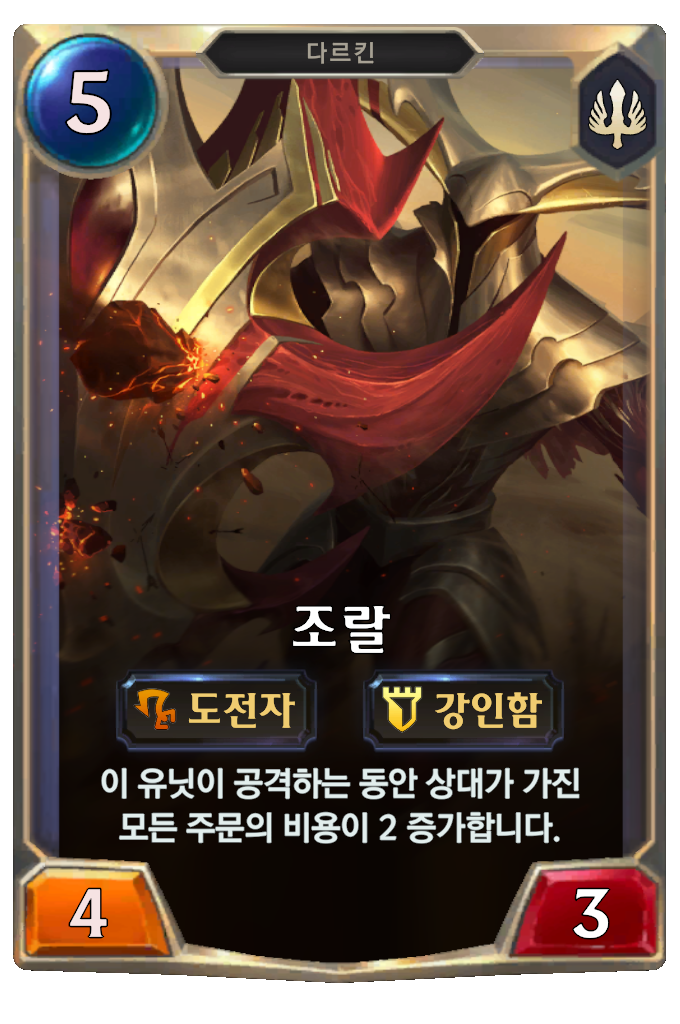 다르킨
5
조랄
도전자 강인함
이 유닛이 공격하는 동안 상대가 가진
모든 주문의 비용이 2 증가합니다.
4 3